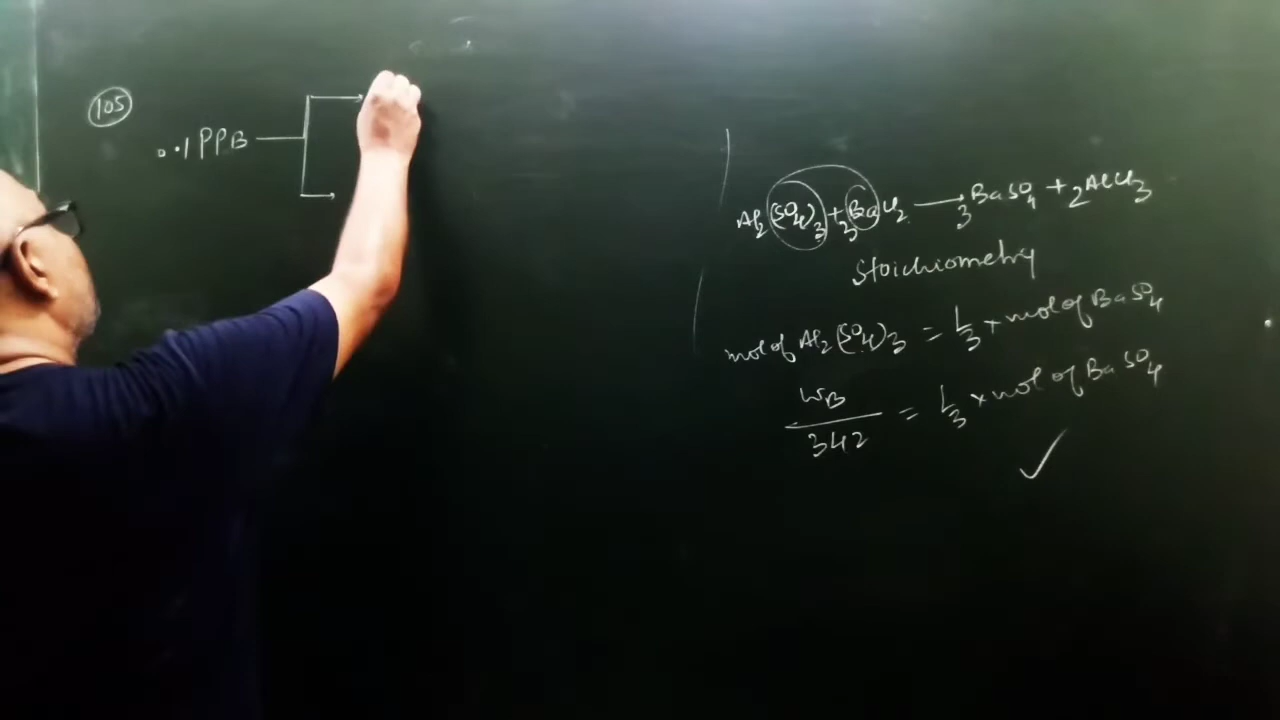 105
0.1 PPB
Al2(SO4)3 + 3BaCl2 → 3BaSO4 + 2AlCl3
Stoichiometry
mol of Al2(SO4)3 = 1/3 × mol of BaSO4
WB/342 = 1/3 × mol of BaSO4